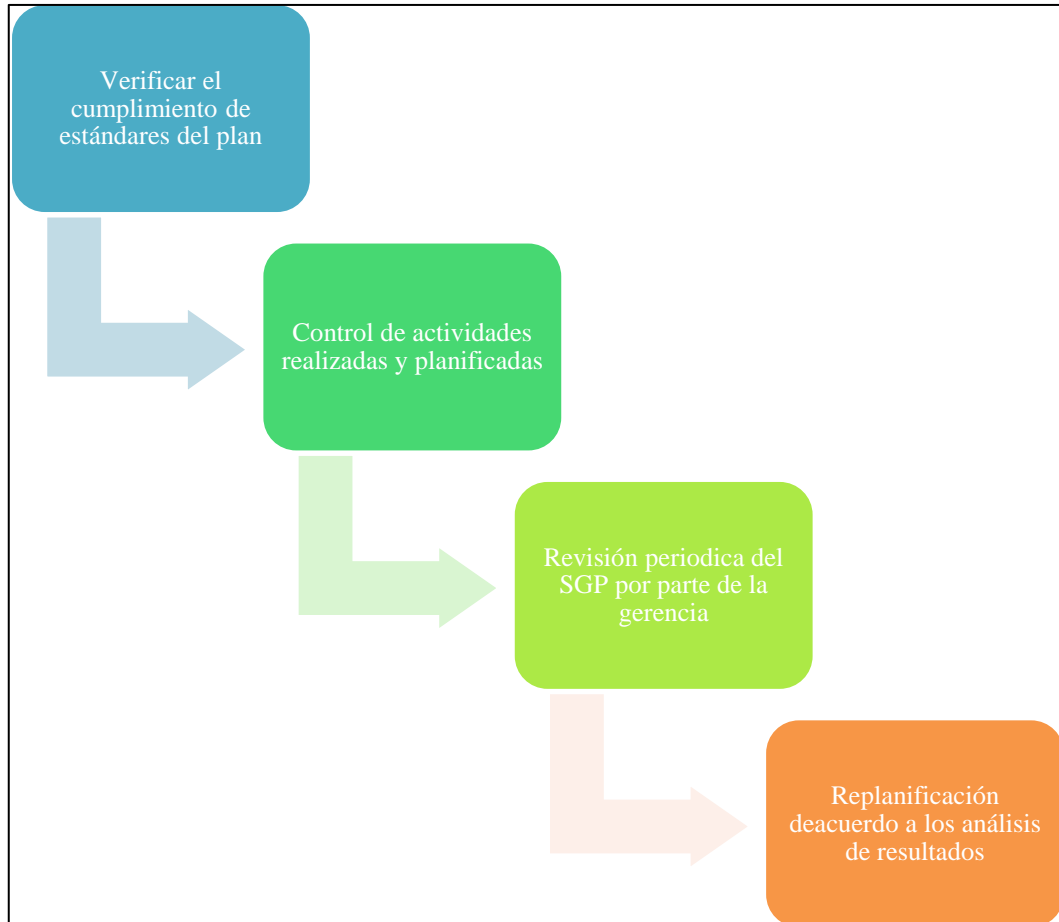 Verificar el
cumplimiento de
estándares del plan
Control de actividades
realizadas y planificadas
Revisión periodica del
SGP por parte de la
gerencia
Replanificación
deacuerdo a los análisis
de resultados